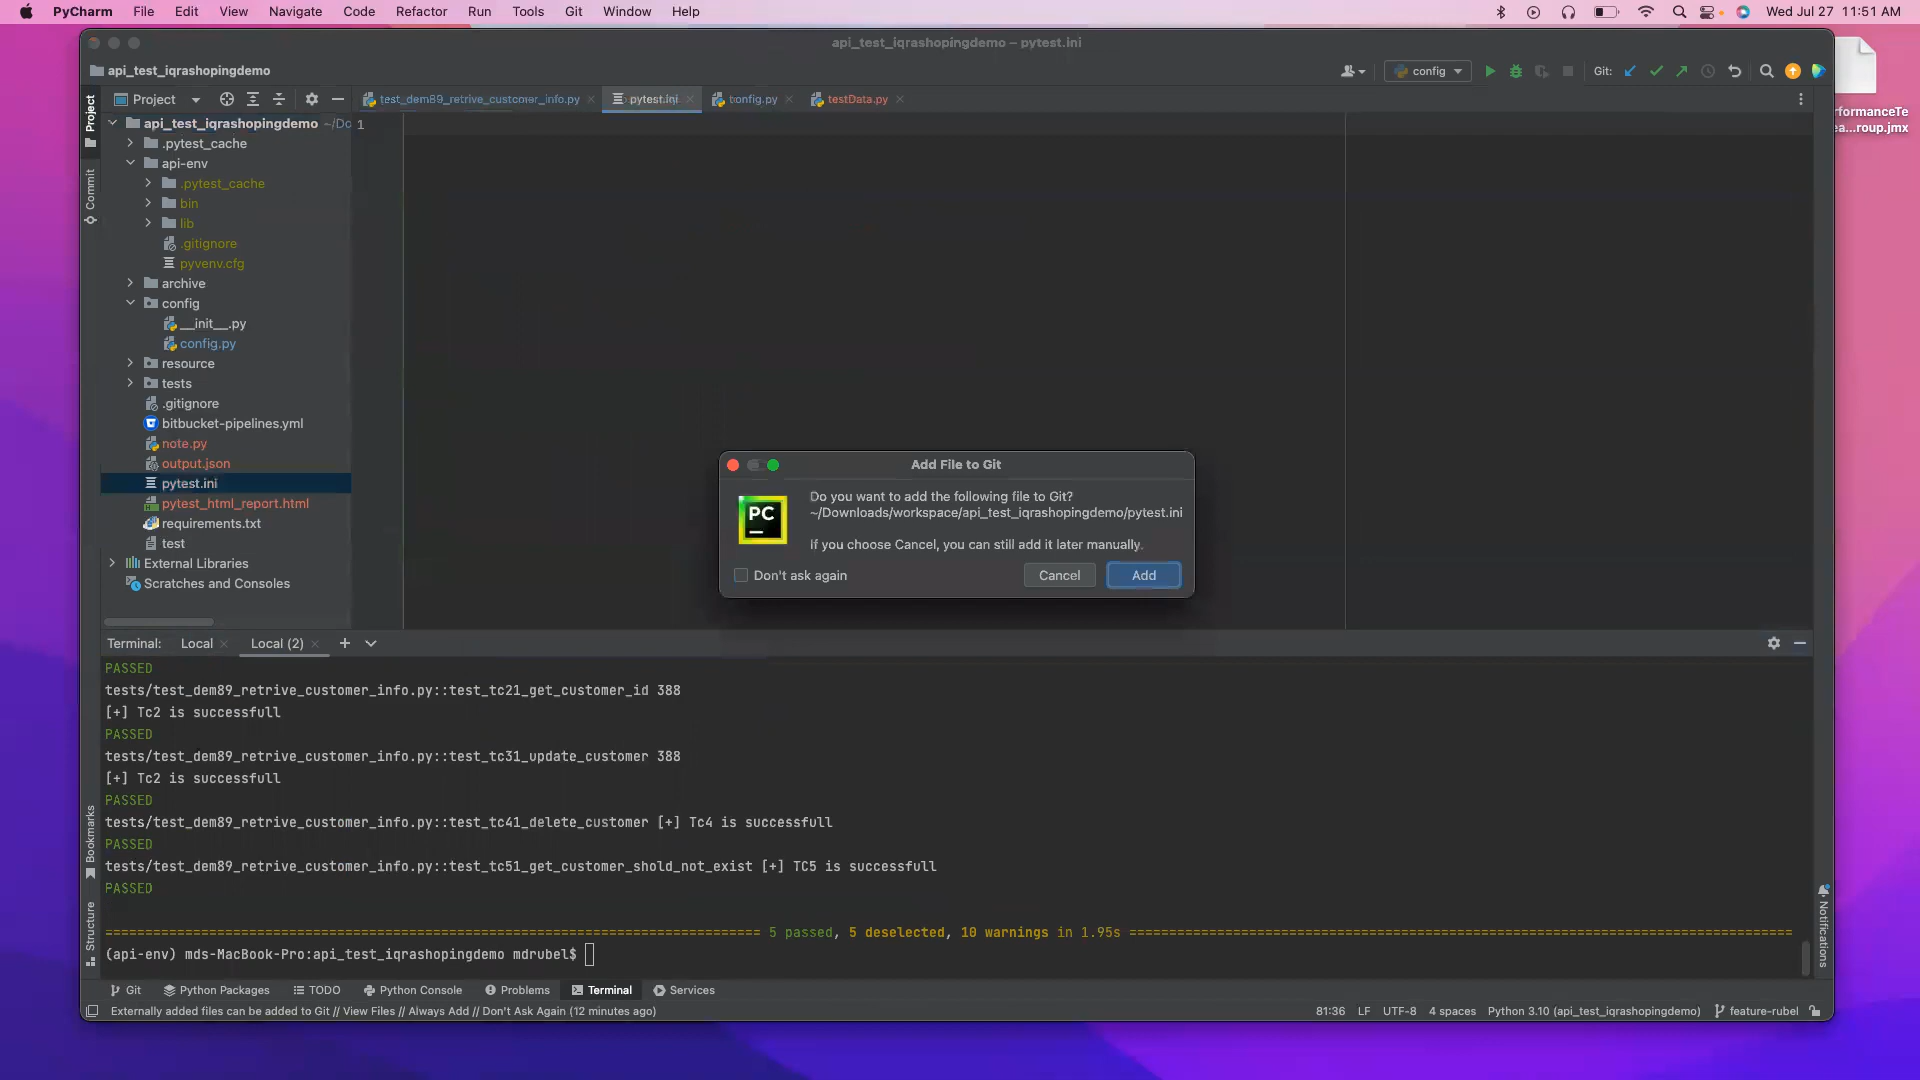 PyCharm File Edit View Navigate Code Refactor Run Tools Git Window Help
Wed Jul 27 11:51 AM
api_test_iqrashopingdemo – pytest.ini
api_test_iqrashopingdemo
config
Git:
Project
test_dem89_retrive_customer_info.py
pytest.ini
config.py
testData.py
rformanceTe
ea...roup.jmx
Project
Commit
Bookmarks
Structure
Notifications
api_test_iqrashopingdemo ~/Do
1
.pytest_cache
api-env
.pytest_cache
bin
lib
.gitignore
pyvenv.cfg
archive
config
__init__.py
config.py
resource
tests
.gitignore
bitbucket-pipelines.yml
note.py
output.json
pytest.ini
pytest_html_report.html
requirements.txt
test
External Libraries
Scratches and Consoles
Add File to Git
PC
Do you want to add the following file to Git?
~/Downloads/workspace/api_test_iqrashopingdemo/pytest.ini
If you choose Cancel, you can still add it later manually.
Don't ask again
Cancel
Add
Terminal: Local Local (2)
PASSED
tests/test_dem89_retrive_customer_info.py::test_tc21_get_customer_id 388
[+] Tc2 is successfull
PASSED
tests/test_dem89_retrive_customer_info.py::test_tc31_update_customer 388
[+] Tc2 is successfull
PASSED
tests/test_dem89_retrive_customer_info.py::test_tc41_delete_customer [+] Tc4 is successfull
PASSED
tests/test_dem89_retrive_customer_info.py::test_tc51_get_customer_shold_not_exist [+] TC5 is successfull
PASSED
5 passed, 5 deselected, 10 warnings in 1.95s
(api-env) mds-MacBook-Pro:api_test_iqrashopingdemo mdrubel$
Git Python Packages TODO Python Console Problems Terminal Services
Externally added files can be added to Git // View Files // Always Add // Don't Ask Again (12 minutes ago)
81:36 LF UTF-8 4 spaces Python 3.10 (api_test_iqrashopingdemo) feature-rubel